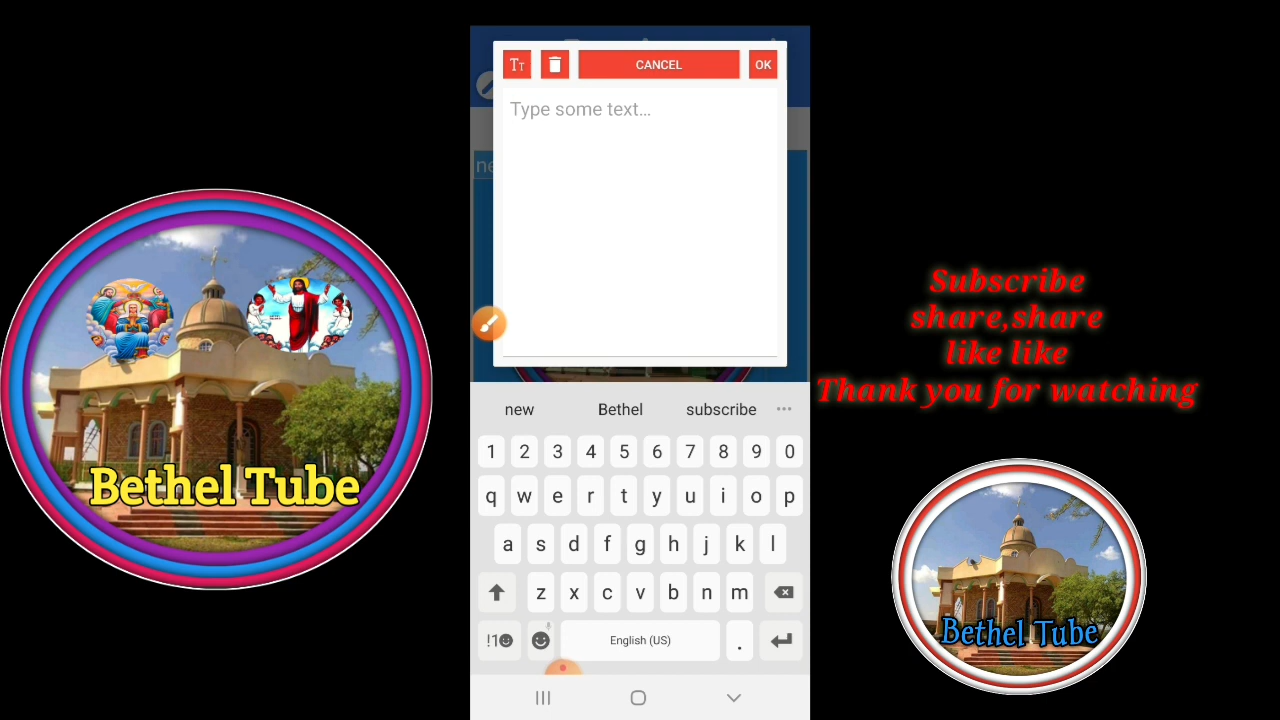 Bethel Tube
CANCEL
OK
Type some text...
ne
new
Bethel
subscribe
1 2 3 4 5 6 7 8 9 0
q w e r t y u i o p
a s d f g h j k l
z x c v b n m
!1
English (US)
.
Subscribe
share,share
like like
Thank you for watching
Bethel Tube